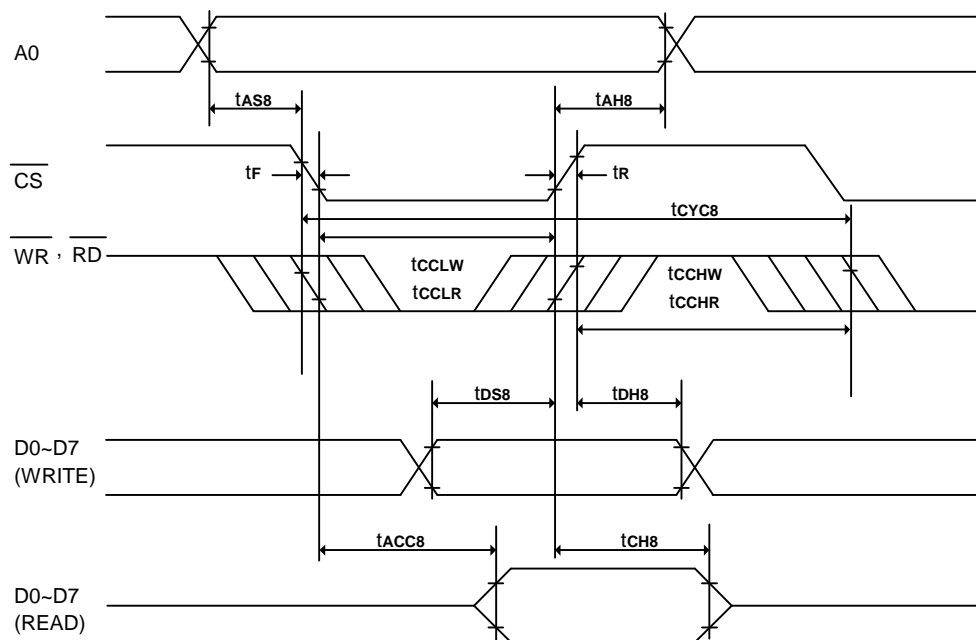 A0
tAS8
tAH8
CS
tF
tR
tCYC8
WR , RD
tCCLW
tCCLR
tCCHW
tCCHR
tDS8
tDH8
D0~D7
(WRITE)
tACC8
tCH8
D0~D7
(READ)